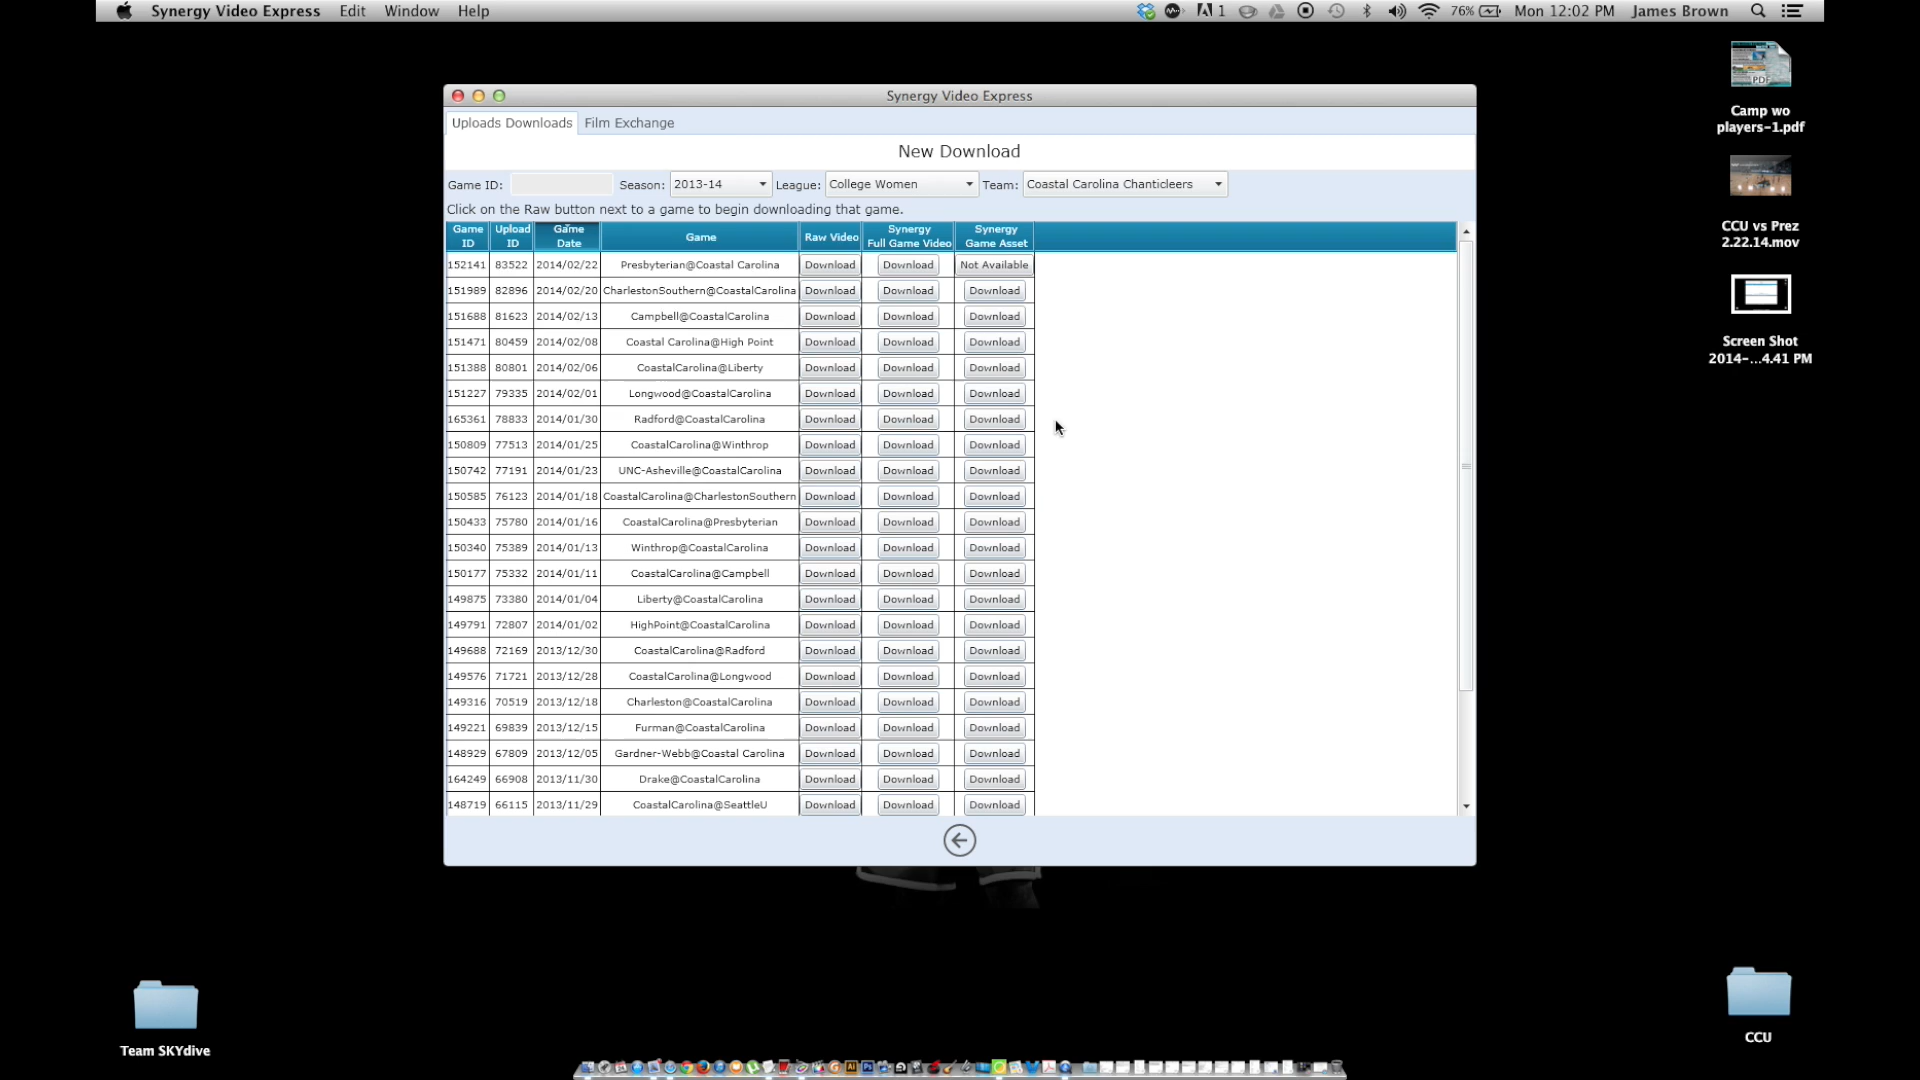 Synergy Video Express Edit Window Help 1 76% Mon 12:02 PM James Brown
Synergy Video Express
Uploads Downloads Film Exchange
New Download
Game ID: Season: 2013-14 League: College Women Team: Coastal Carolina Chanticleers
Click on the Raw button next to a game to begin downloading that game.
Game ID Upload ID Game Date Game Raw Video Synergy Full Game Video Synergy Game Asset
152141 83522 2014/02/22 Presbyterian@Coastal Carolina Download Download Not Available
151989 82896 2014/02/20 CharlestonSouthern@CoastalCarolina Download Download Download
151688 81623 2014/02/13 Campbell@CoastalCarolina Download Download Download
151471 80459 2014/02/08 Coastal Carolina@High Point Download Download Download
151388 80801 2014/02/06 CoastalCarolina@Liberty Download Download Download
151227 79335 2014/02/01 Longwood@CoastalCarolina Download Download Download
165361 78833 2014/01/30 Radford@CoastalCarolina Download Download Download
150809 77513 2014/01/25 CoastalCarolina@Winthrop Download Download Download
150742 77191 2014/01/23 UNC-Asheville@CoastalCarolina Download Download Download
150585 76123 2014/01/18 CoastalCarolina@CharlestonSouthern Download Download Download
150433 75780 2014/01/16 CoastalCarolina@Presbyterian Download Download Download
150340 75389 2014/01/13 Winthrop@CoastalCarolina Download Download Download
150177 75332 2014/01/11 CoastalCarolina@Campbell Download Download Download
149875 73380 2014/01/04 Liberty@CoastalCarolina Download Download Download
149791 72807 2014/01/02 HighPoint@CoastalCarolina Download Download Download
149688 72169 2013/12/30 CoastalCarolina@Radford Download Download Download
149576 71721 2013/12/28 CoastalCarolina@Longwood Download Download Download
149316 70519 2013/12/18 Charleston@CoastalCarolina Download Download Download
149221 69839 2013/12/15 Furman@CoastalCarolina Download Download Download
148929 67809 2013/12/05 Gardner-Webb@Coastal Carolina Download Download Download
164249 66908 2013/11/30 Drake@CoastalCarolina Download Download Download
148719 66115 2013/11/29 CoastalCarolina@SeattleU Download Download Download
PDF
Camp wo
players-1.pdf
CCU vs Prez
2.22.14.mov
Screen Shot
2014-...4.41 PM
Team SKYdive
CCU